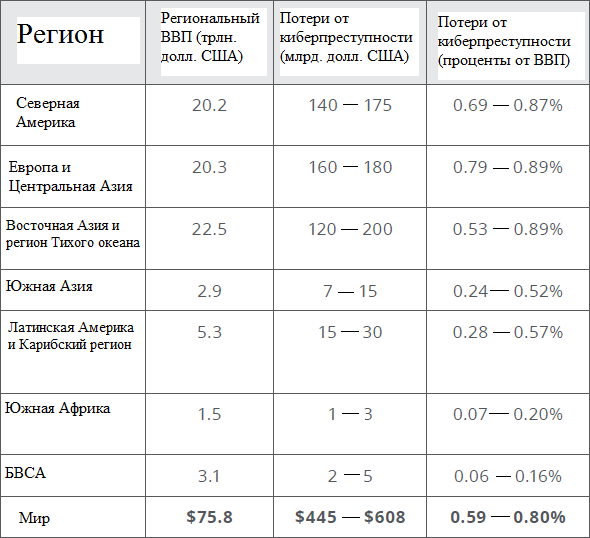 Регион
Региональный
ВВП (трлн.
долл. США)
Потери от
киберпреступности
(млрд. долл. США)
Потери от
киберпреступности
(проценты от ВВП)
Северная
Америка
20.2
140 — 175
0.69 — 0.87%
Европа и
Центральная Азия
20.3
160 — 180
0.79 — 0.89%
Восточная Азия и
регион Тихого океана
22.5
120 — 200
0.53 — 0.89%
Южная Азия
2.9
7 — 15
0.24 — 0.52%
Латинская Америка
и Карибский регион
5.3
15 — 30
0.28 — 0.57%
Южная Африка
1.5
1 — 3
0.07 — 0.20%
БВСА
3.1
2 — 5
0.06 — 0.16%
Мир
$75.8
$445 — $608
0.59 — 0.80%